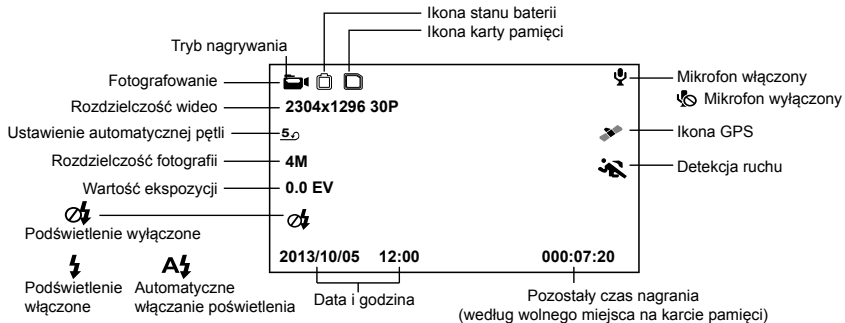 Ikona stanu baterii
Ikona karty pamięci
Tryb nagrywania
Fotografowanie
Mikrofon włączony
Rozdzielczość wideo
2304x1296 30P
Mikrofon wyłączony
Ustawienie automatycznej pętli
5
Ikona GPS
Rozdzielczość fotografii
4M
Detekcja ruchu
Wartość ekspozycji
0.0 EV
Podświetlenie wyłączone
2013/10/05 12:00 000:07:20
A
Podświetlenie
włączone
Automatyczne
włączanie poświetlenia
Data i godzina
Pozostały czas nagrania
(według wolnego miejsca na karcie pamięci)